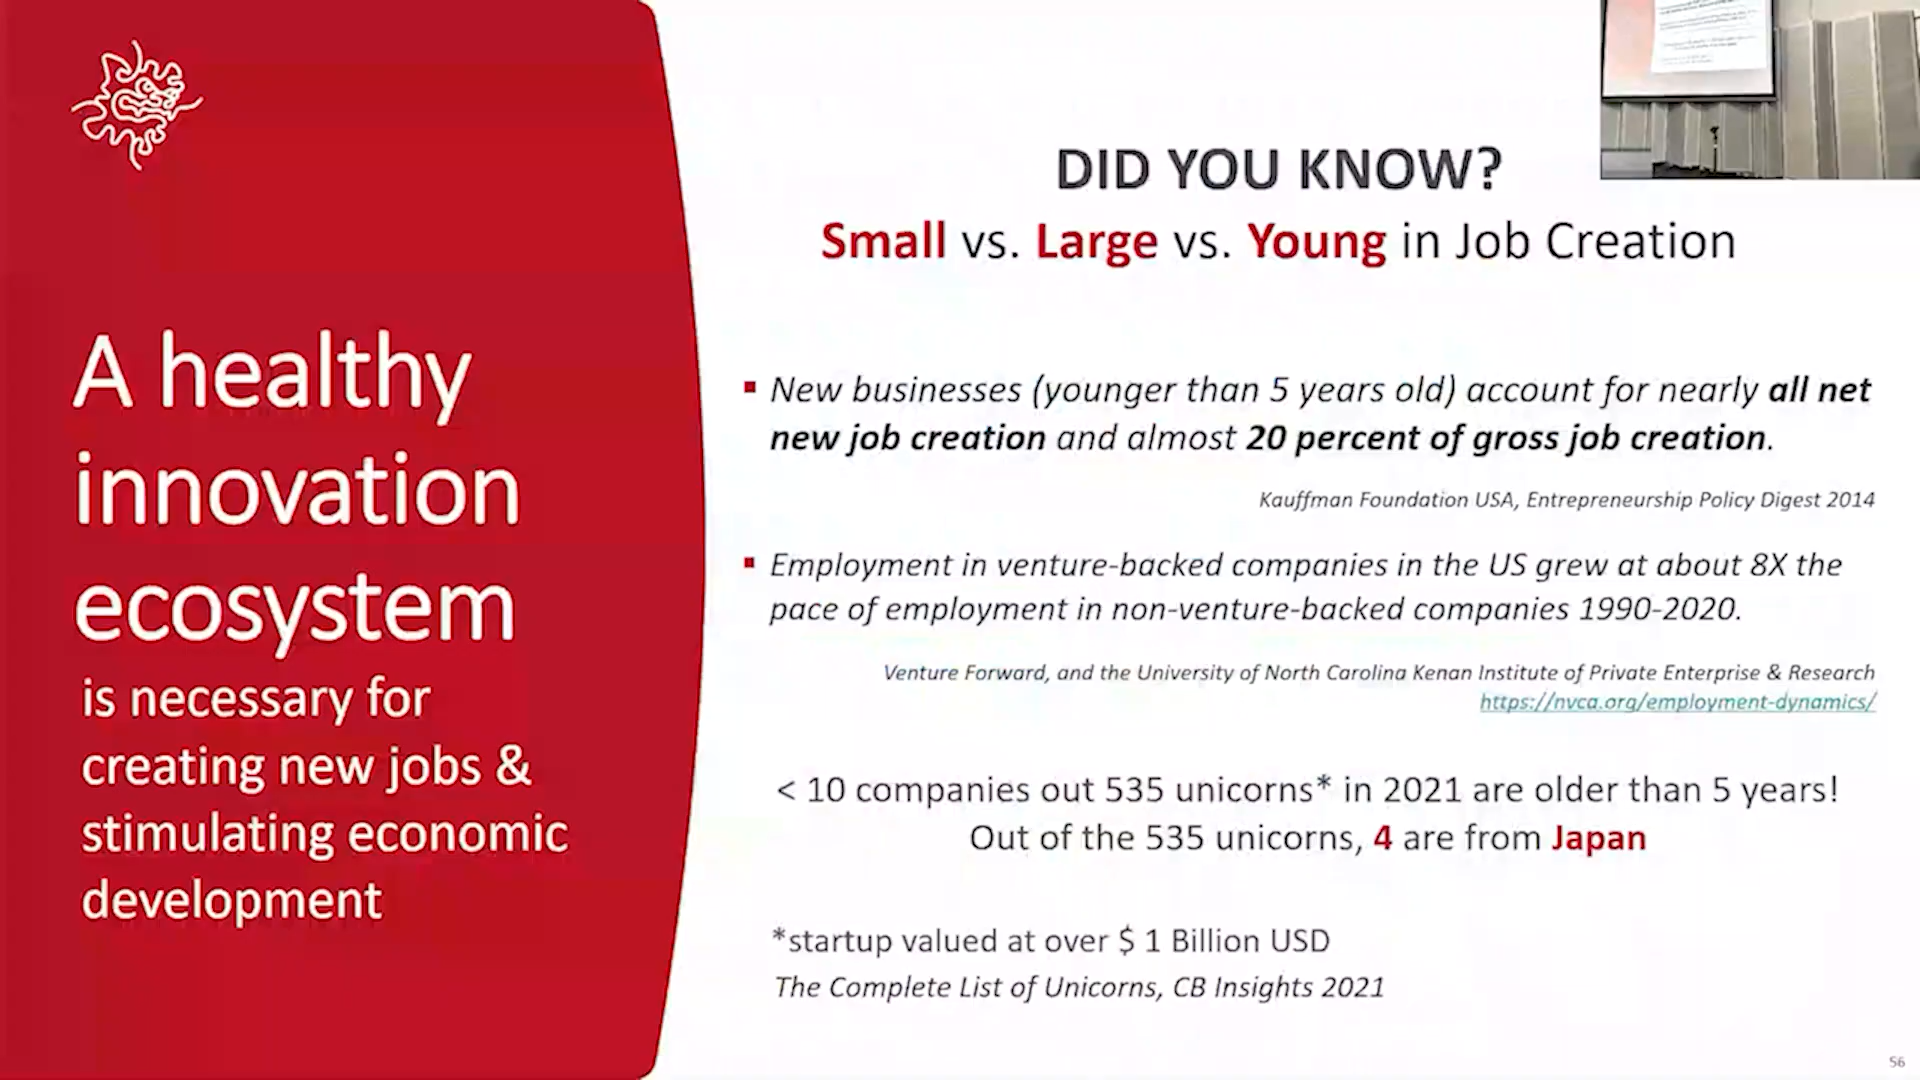 A healthy
innovation
ecosystem
is necessary for
creating new jobs &
stimulating economic
development
DID YOU KNOW?
Small vs. Large vs. Young in Job Creation
▪ New businesses (younger than 5 years old) account for nearly all net
new job creation and almost 20 percent of gross job creation.
Kauffman Foundation USA, Entrepreneurship Policy Digest 2014
▪ Employment in venture-backed companies in the US grew at about 8X the
pace of employment in non-venture-backed companies 1990-2020.
Venture Forward, and the University of North Carolina Kenan Institute of Private Enterprise & Research
https://nvca.org/employment-dynamics/
< 10 companies out 535 unicorns* in 2021 are older than 5 years!
Out of the 535 unicorns, 4 are from Japan
*startup valued at over $ 1 Billion USD
The Complete List of Unicorns, CB Insights 2021
56